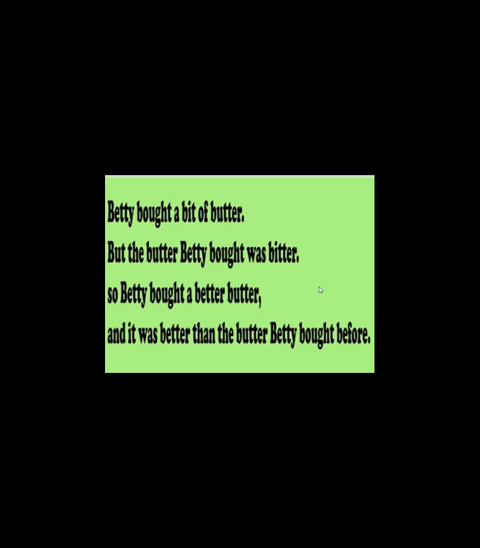 Betty bought a bit of butter.
But the butter Betty bought was bitter.
so Betty bought a better butter,
and it was better than the butter Betty bought before.